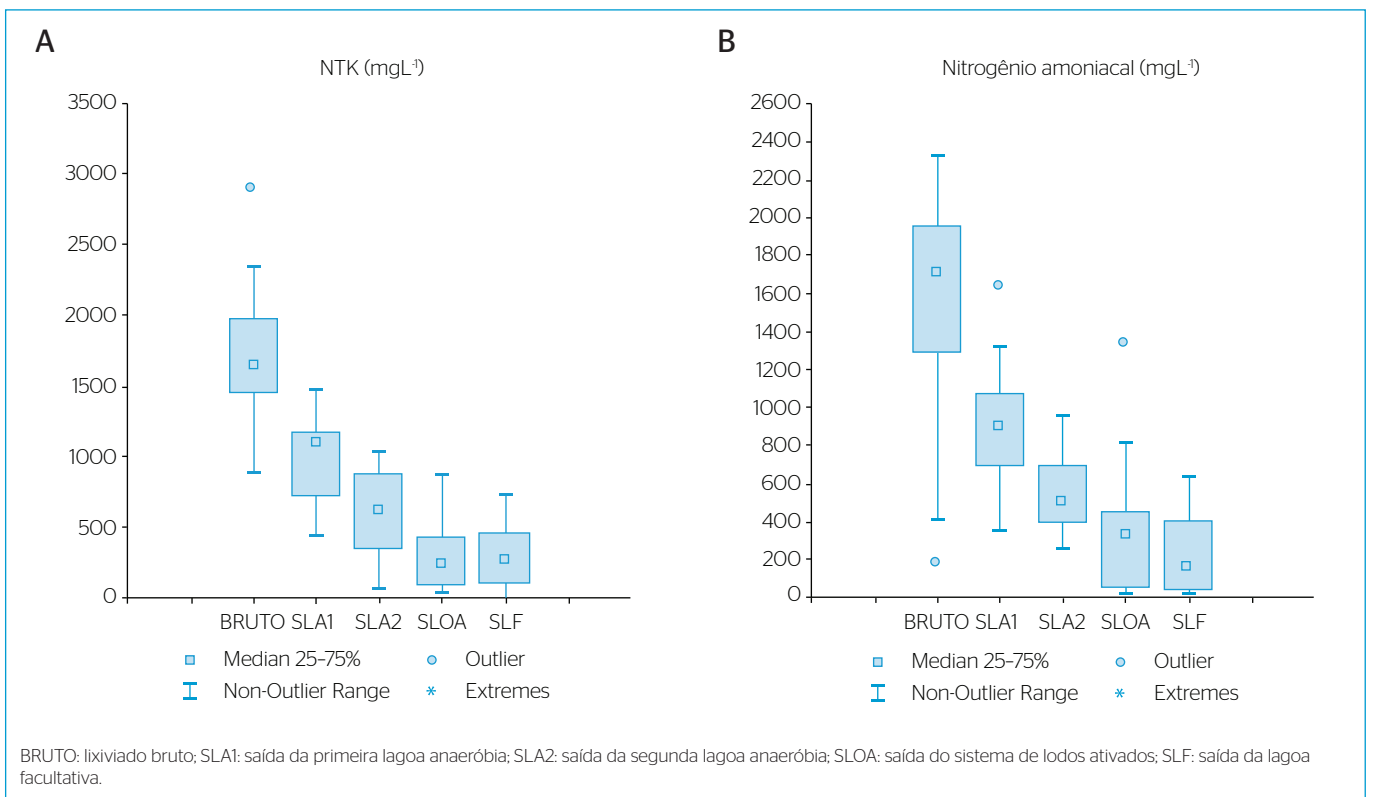 A
NTK (mgL⁻¹)
3500
3000
2500
2000
1500
1000
500
0
BRUTO SLA1 SLA2 SLOA SLF
Median 25-75% Outlier
Non-Outlier Range Extremes
B
Nitrogênio amoniacal (mgL⁻¹)
2600
2400
2200
2000
1800
1600
1400
1200
1000
800
600
400
200
0
BRUTO SLA1 SLA2 SLOA SLF
Median 25-75% Outlier
Non-Outlier Range Extremes
BRUTO: lixiviado bruto; SLA1: saída da primeira lagoa anaeróbia; SLA2: saída da segunda lagoa anaeróbia; SLOA: saída do sistema de lodos ativados; SLF: saída da lagoa
facultativa.